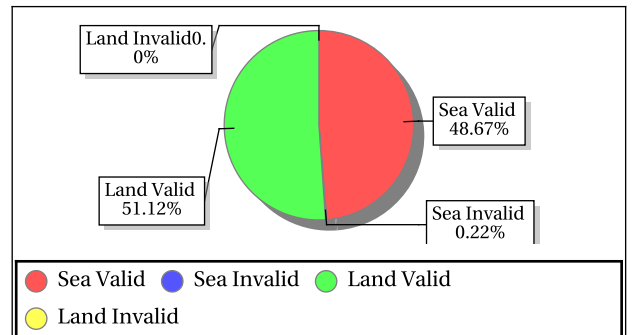 Land Invalid0.
0%
Sea Valid
48.67%
Land Valid
51.12%
Sea Invalid
0.22%
Sea Valid
Sea Invalid
Land Valid
Land Invalid